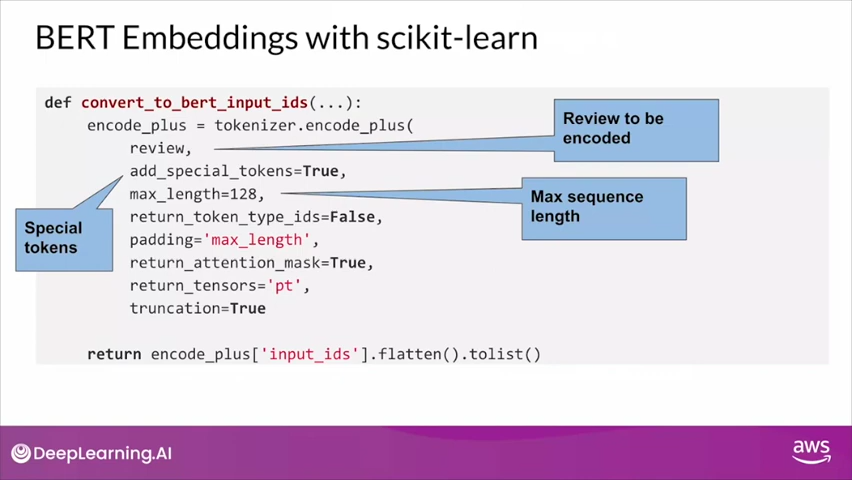 BERT Embeddings with scikit-learn
def convert_to_bert_input_ids(...):
encode_plus = tokenizer.encode_plus(
review,
add_special_tokens=True,
max_length=128,
return_token_type_ids=False,
padding='max_length',
return_attention_mask=True,
return_tensors='pt',
truncation=True
return encode_plus['input_ids'].flatten().tolist()
Review to be
encoded
Max sequence
length
Special
tokens
DeepLearning.AI
aws